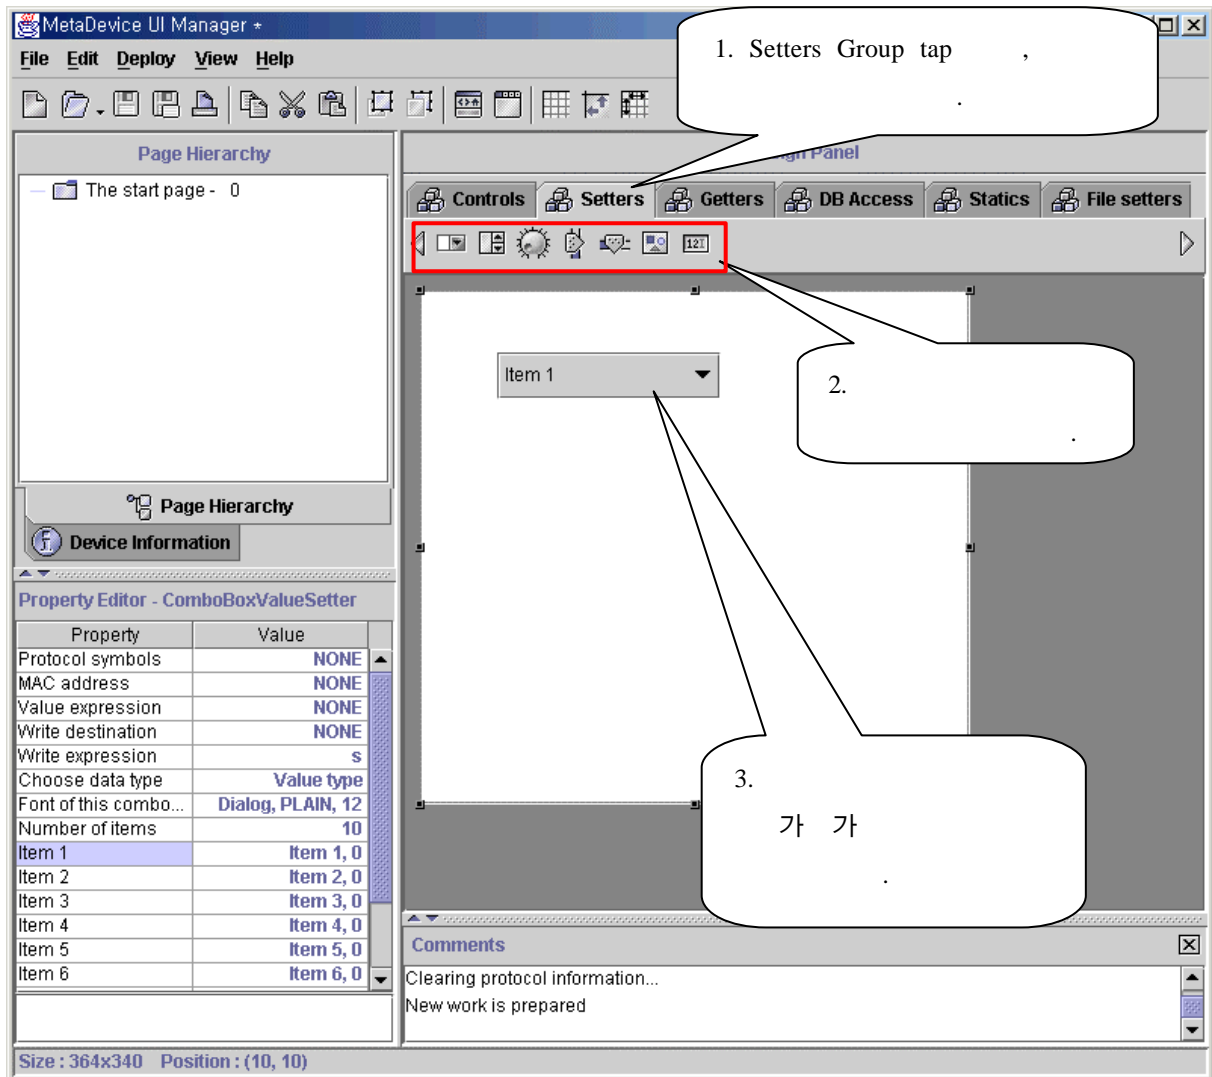 MetaDevice UI Manager *
File Edit Deploy View Help
1. Setters Group tap ,
.
Page Hierarchy
The start page - 0
Page Hierarchy
Device Information
Panel
Controls Setters Getters DB Access Statics File setters
12
2.
.
Item 1
3.
가 가
.
Property Editor - ComboBoxValueSetter
Property Value
Protocol symbols NONE
MAC address NONE
Value expression NONE
Write destination NONE
Write expression s
Choose data type Value type
Font of this combo... Dialog, PLAIN, 12
Number of items 10
Item 1 Item 1, 0
Item 2 Item 2, 0
Item 3 Item 3, 0
Item 4 Item 4, 0
Item 5 Item 5, 0
Item 6 Item 6, 0
Comments
Clearing protocol information...
New work is prepared
Size : 364x340 Position : (10, 10)